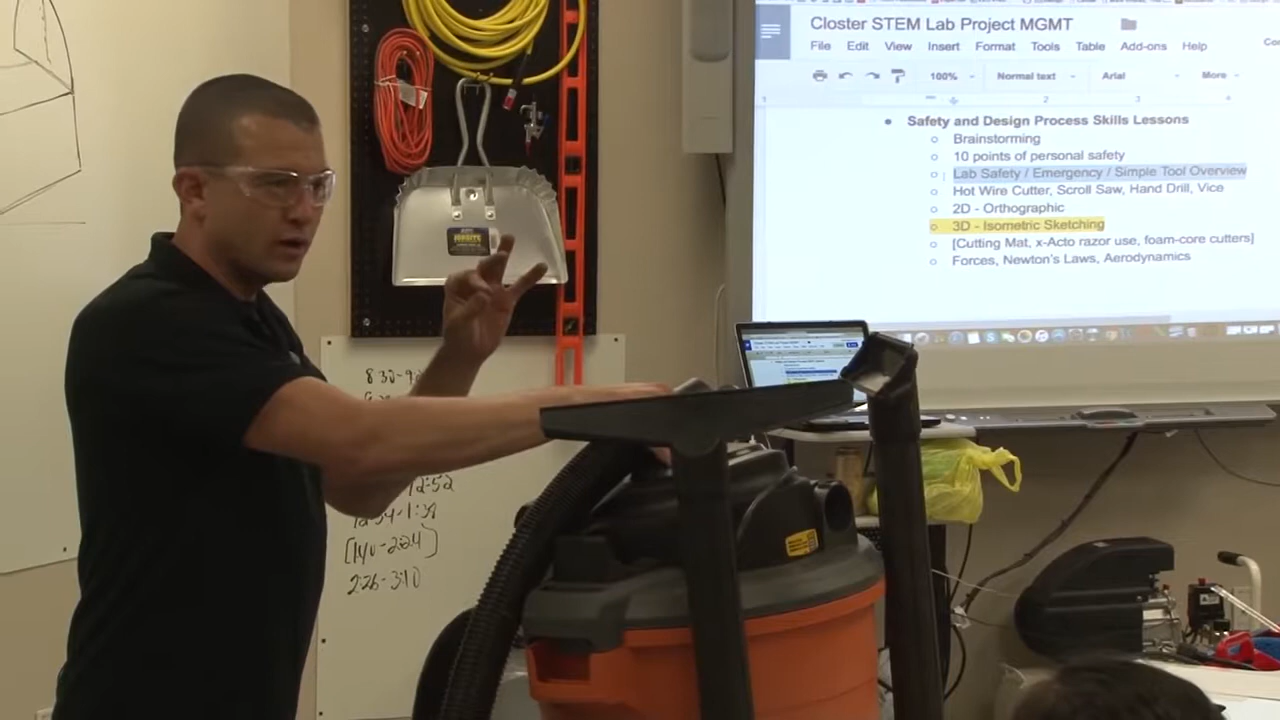 Closter STEM Lab Project MGMT
File Edit View Insert Format Tools Table Add-ons Help
100% Normal text Arial More
1 2 3 4
Safety and Design Process Skills Lessons
Brainstorming
10 points of personal safety
Lab Safety / Emergency / Simple Tool Overview
Hot Wire Cutter, Scroll Saw, Hand Drill, Vice
2D - Orthographic
3D - Isometric Sketching
[Cutting Mat, x-Acto razor use, foam-core cutters]
Forces, Newton's Laws, Aerodynamics
8:30-9:
12:52
12:54-1:38
2:26-3:10